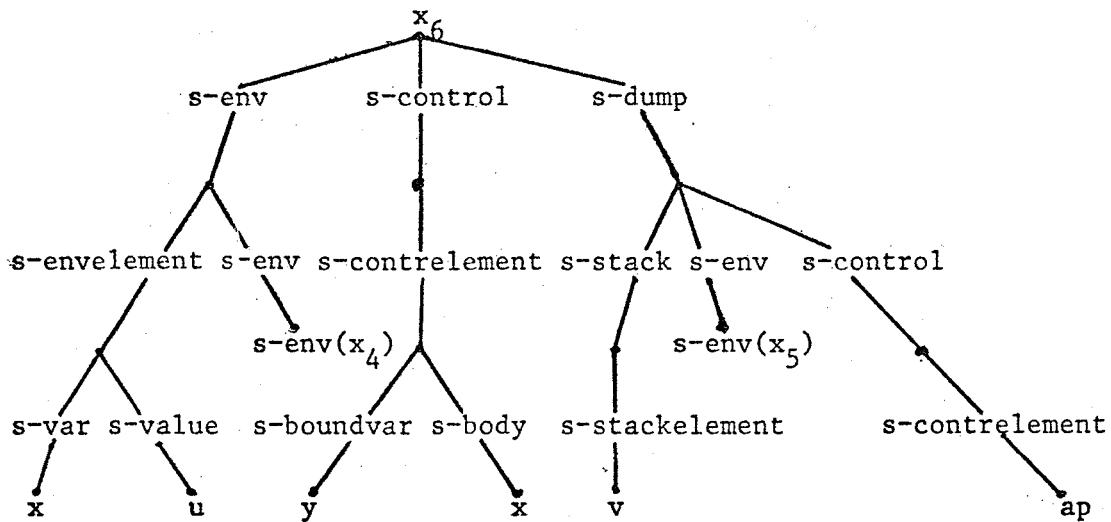 x6
s-env s-control s-dump
s-envelement s-env s-contrelement s-stack s-env s-control
s-env(x4) s-env(x5)
s-var s-value s-boundvar s-body s-stackelement s-contrelement
x u y x v ap